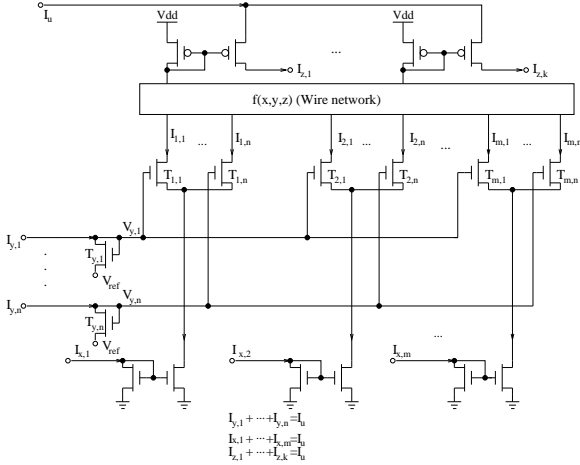 Vdd Vdd
I_u
I_z,1 ... I_z,k
f(x,y,z) (Wire network)
I_1,1 ... I_1,n I_2,1 ... I_2,n I_m,1 ... I_m,n
T_1,1 T_1,n T_2,1 T_2,n T_m,1 T_m,n
I_y,1 V_y,1
T_y,1
V_ref
.
.
.
I_y,n V_y,n
T_y,n
V_ref
I_x,1 I_x,2 ... I_x,m
I_y,1 + ··· +I_y,n=I_u
I_x,1 + ··· +I_x,m=I_u
I_z,1 + ··· +I_z,k=I_u